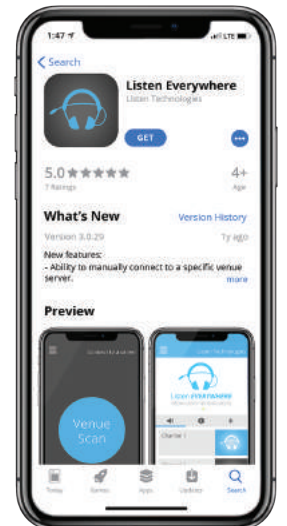 1:47
LTE
Search
Listen Everywhere
Listen Technologies
GET
5.0
4+
7 Ratings
Age
What's New
Version History
Version 3.0.29
1y ago
New features:
- Ability to manually connect to a specific venue
server.
more
Preview
Listen Technologies
Venue
Scan
Listen EVERYWHERE
Channel 1
Today
Games
Apps
Updates
Search